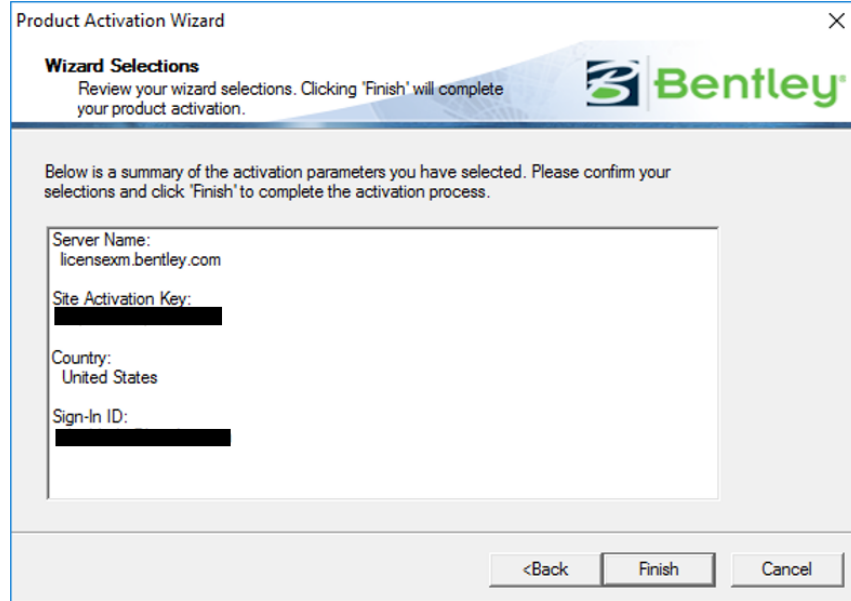 Product Activation Wizard
Wizard Selections
Review your wizard selections. Clicking 'Finish' will complete
your product activation.
Bentley®
Below is a summary of the activation parameters you have selected. Please confirm your
selections and click 'Finish' to complete the activation process.
Server Name:
licensexm.bentley.com
Site Activation Key:
Country:
United States
Sign-In ID:
<Back
Finish
Cancel